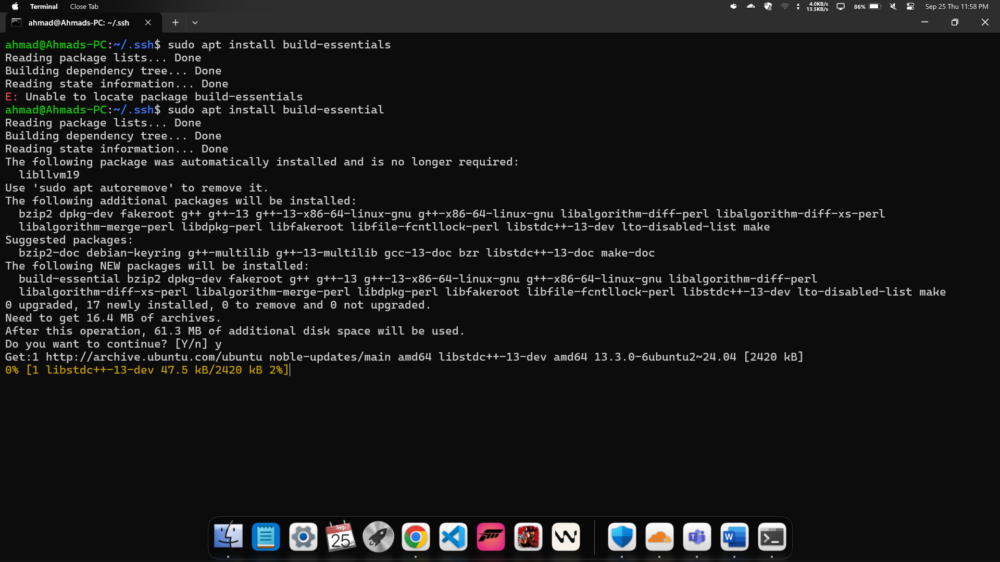 Terminal Close Tab 4.0KB/s 13.5KB/s 86% Sep 25 Thu 11:58 PM
ahmad@Ahmads-PC: ~/.ssh
ahmad@Ahmads-PC:~/.ssh$ sudo apt install build-essentials
Reading package lists... Done
Building dependency tree... Done
Reading state information... Done
E: Unable to locate package build-essentials
ahmad@Ahmads-PC:~/.ssh$ sudo apt install build-essential
Reading package lists... Done
Building dependency tree... Done
Reading state information... Done
The following package was automatically installed and is no longer required:
  libllvm19
Use 'sudo apt autoremove' to remove it.
The following additional packages will be installed:
  bzip2 dpkg-dev fakeroot g++ g++-13 g++-13-x86-64-linux-gnu g++-x86-64-linux-gnu libalgorithm-diff-perl libalgorithm-diff-xs-perl
  libalgorithm-merge-perl libdpkg-perl libfakeroot libfile-fcntllock-perl libstdc++-13-dev lto-disabled-list make
Suggested packages:
  bzip2-doc debian-keyring g++-multilib g++-13-multilib gcc-13-doc bzr libstdc++-13-doc make-doc
The following NEW packages will be installed:
  build-essential bzip2 dpkg-dev fakeroot g++ g++-13 g++-13-x86-64-linux-gnu g++-x86-64-linux-gnu libalgorithm-diff-perl
  libalgorithm-diff-xs-perl libalgorithm-merge-perl libdpkg-perl libfakeroot libfile-fcntllock-perl libstdc++-13-dev lto-disabled-list make
0 upgraded, 17 newly installed, 0 to remove and 0 not upgraded.
Need to get 16.4 MB of archives.
After this operation, 61.3 MB of additional disk space will be used.
Do you want to continue? [Y/n] y
Get:1 http://archive.ubuntu.com/ubuntu noble-updates/main amd64 libstdc++-13-dev amd64 13.3.0-6ubuntu2~24.04 [2420 kB]
0% [1 libstdc++-13-dev 47.5 kB/2420 kB 2%]
Sep
25
T
W